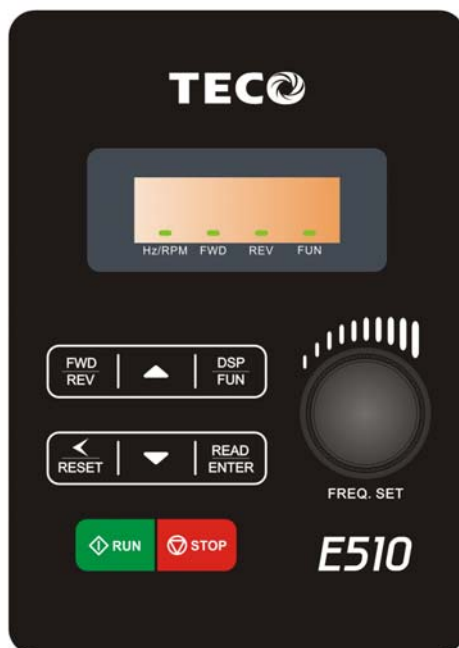 TECO
Hz/RPM FWD REV FUN
FWD
REV
DSP
FUN
<
RESET
READ
ENTER
FREQ. SET
RUN STOP
E510